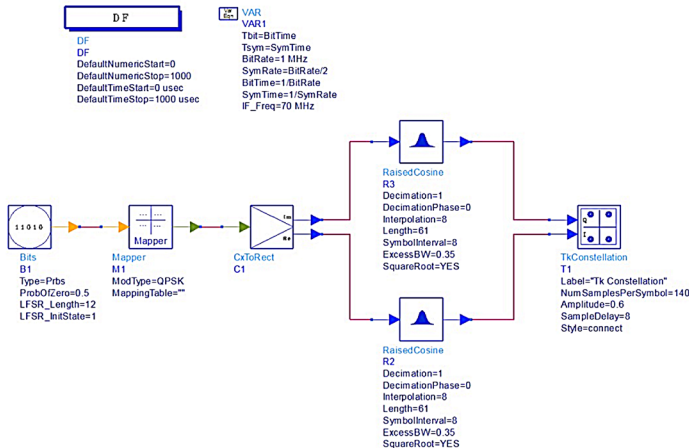 DF
DF
DF
DefaultNumericStart=0
DefaultNumericStop=1000
DefaultTimeStart=0 usec
DefaultTimeStop=1000 usec
Var
Eqn
VAR
VAR1
Tbit=BitTime
Tsym=SymTime
BitRate=1 MHz
SymRate=BitRate/2
BitTime=1/BitRate
SymTime=1/SymRate
IF_Freq=70 MHz
11010
Bits
B1
Type=Prbs
ProbOfZero=0.5
LFSR_Length=12
LFSR_InitState=1
Mapper
Mapper
M1
ModType=QPSK
MappingTable=""
Im
Re
CxToRect
C1
RaisedCosine
R3
Decimation=1
DecimationPhase=0
Interpolation=8
Length=61
SymbolInterval=8
ExcessBW=0.35
SquareRoot=YES
RaisedCosine
R2
Decimation=1
DecimationPhase=0
Interpolation=8
Length=61
SymbolInterval=8
ExcessBW=0.35
SquareRoot=YES
Q
I
TkConstellation
T1
Label="Tk Constellation"
NumSamplesPerSymbol=140
Amplitude=0.6
SampleDelay=8
Style=connect